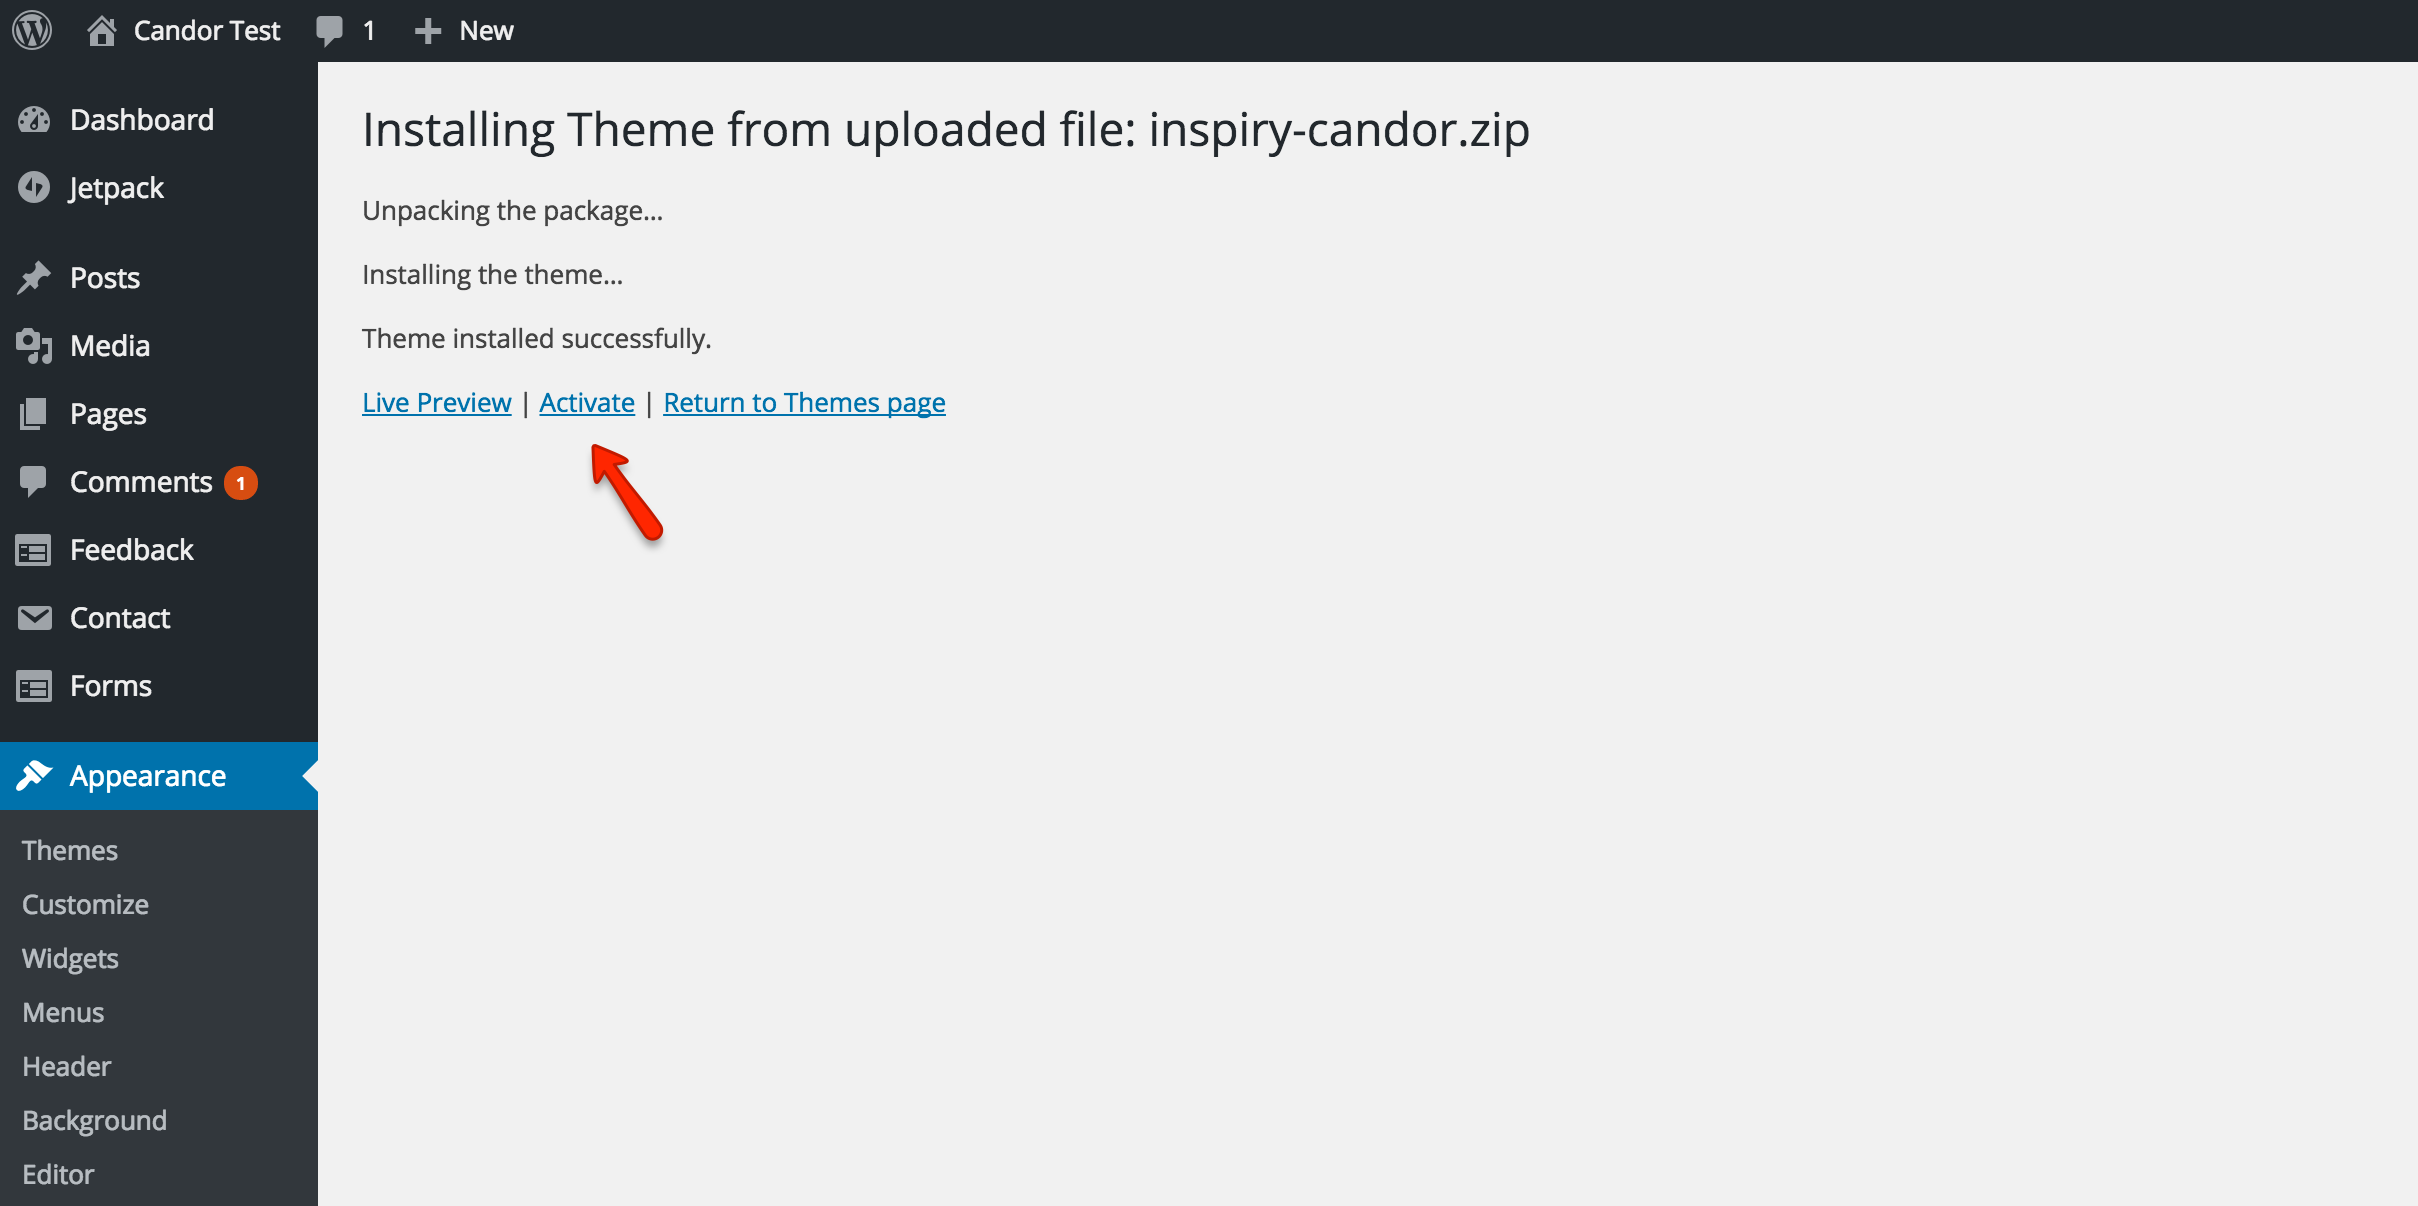 Candor Test 1 New
Dashboard
Jetpack
Posts
Media
Pages
Comments 1
Feedback
Contact
Forms
Appearance
Themes
Customize
Widgets
Menus
Header
Background
Editor
Installing Theme from uploaded file: inspiry-candor.zip
Unpacking the package...
Installing the theme...
Theme installed successfully.
Live Preview | Activate | Return to Themes page